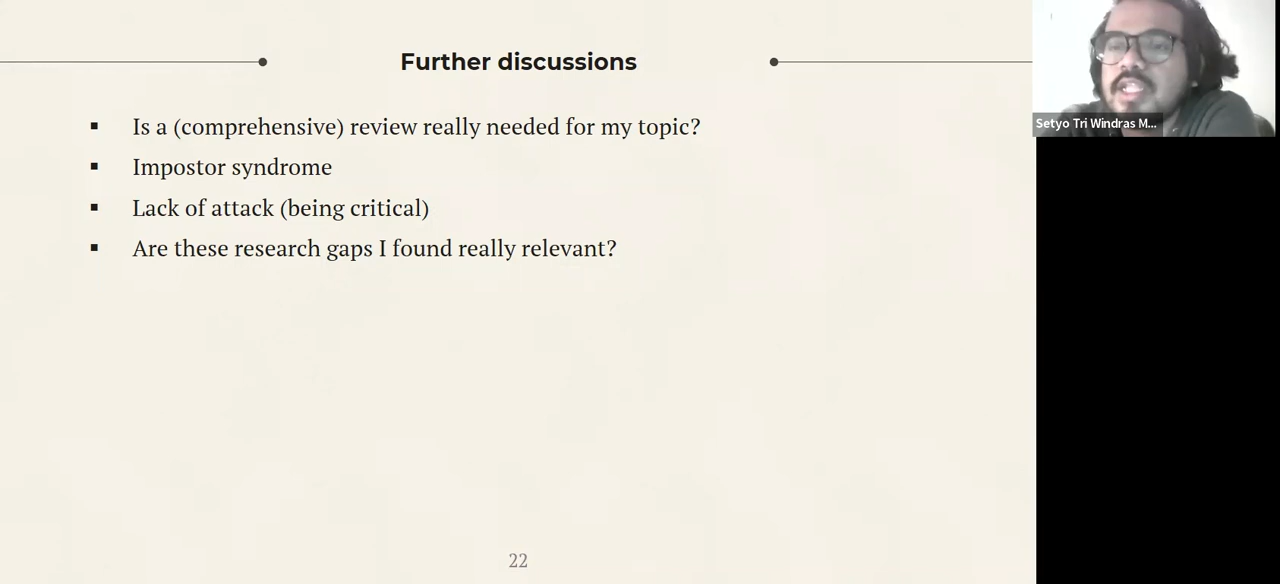 Further discussions
Setyo Tri Windras M...
▪ Is a (comprehensive) review really needed for my topic?
▪ Impostor syndrome
▪ Lack of attack (being critical)
▪ Are these research gaps I found really relevant?
22